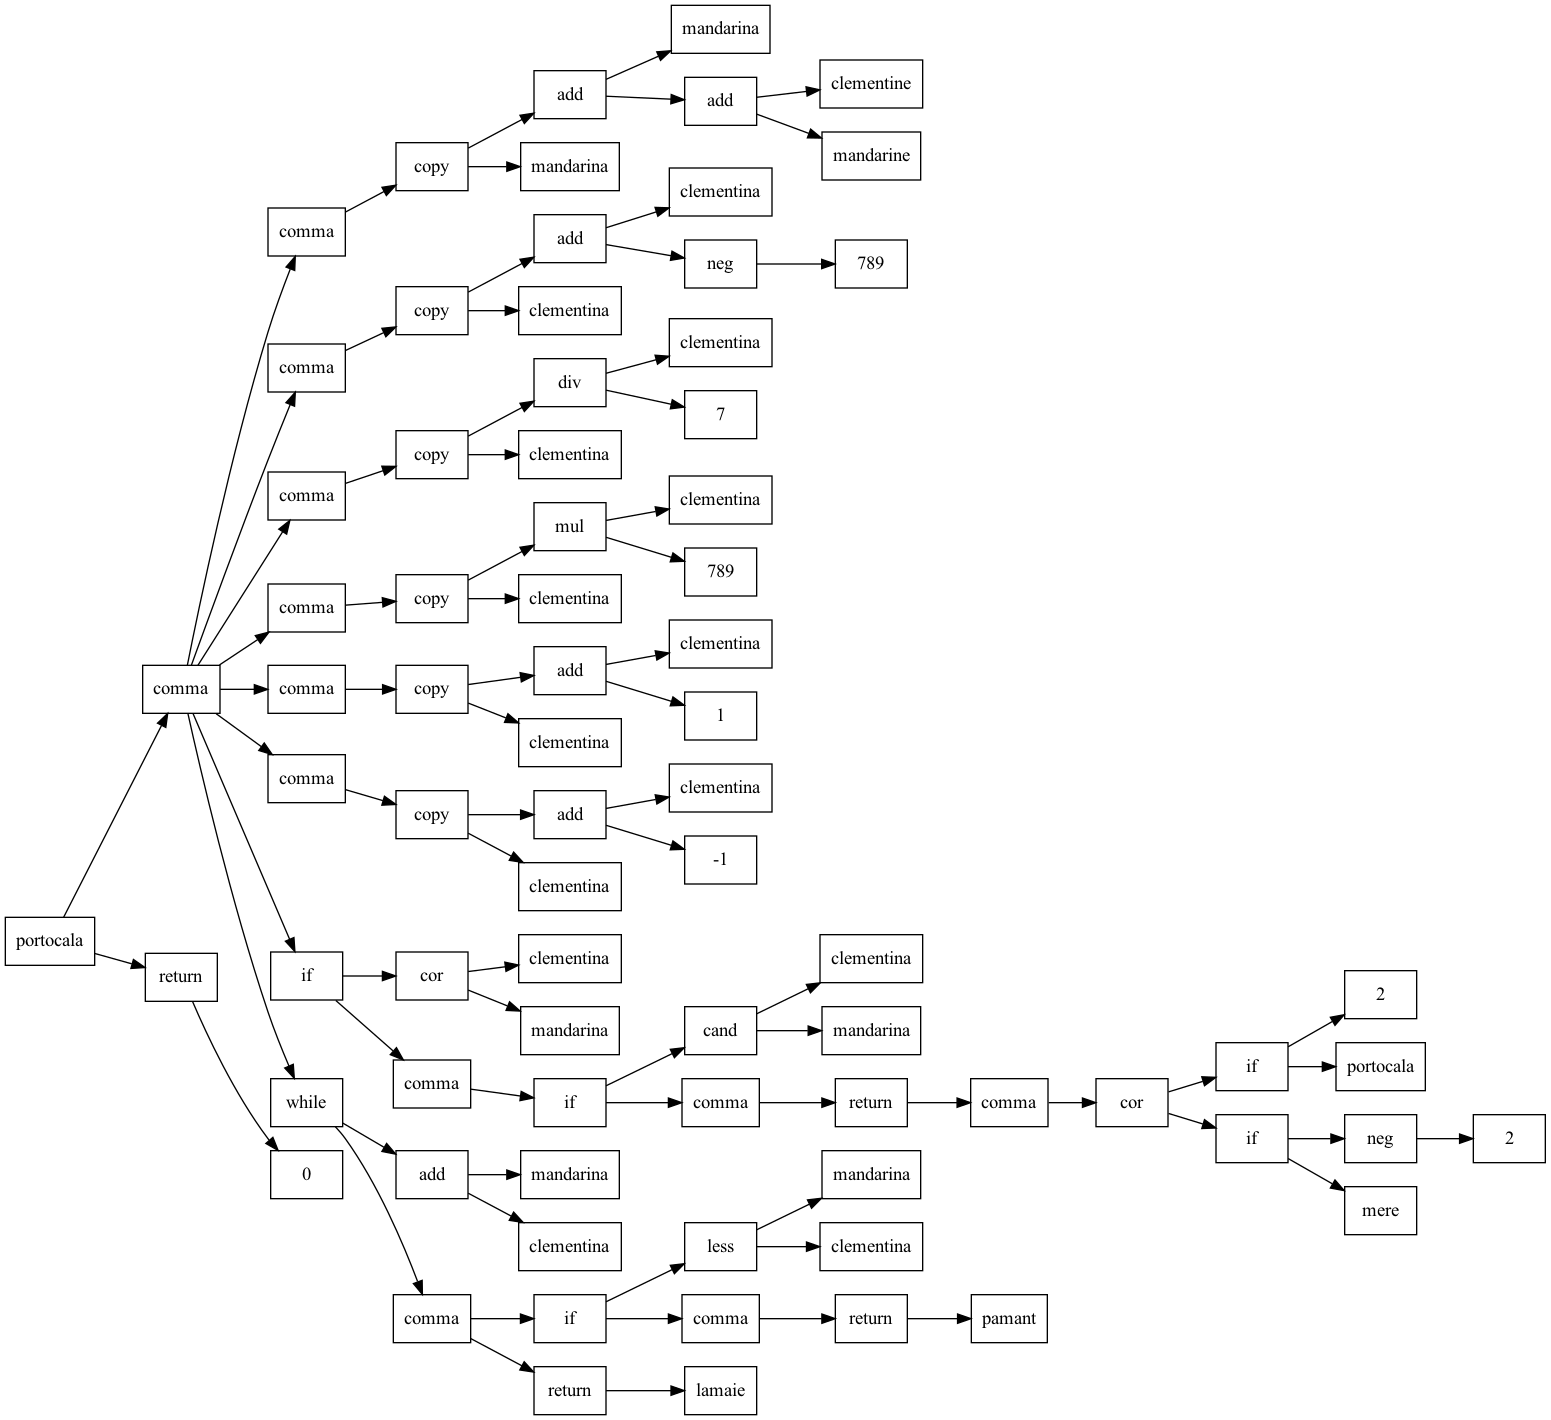 mandarina
add
clementine
add
mandarine
copy
mandarina
comma
clementina
add
neg
789
copy
clementina
comma
clementina
div
7
copy
clementina
comma
clementina
mul
789
copy
clementina
comma
clementina
add
1
comma
comma
copy
clementina
clementina
add
-1
comma
copy
clementina
portocala
return
if
cor
clementina
mandarina
clementina
cand
mandarina
2
if
portocala
comma
if
comma
return
comma
cor
if
neg
2
mere
while
0
add
mandarina
clementina
mandarina
less
clementina
comma
if
comma
return
pamant
return
lamaie